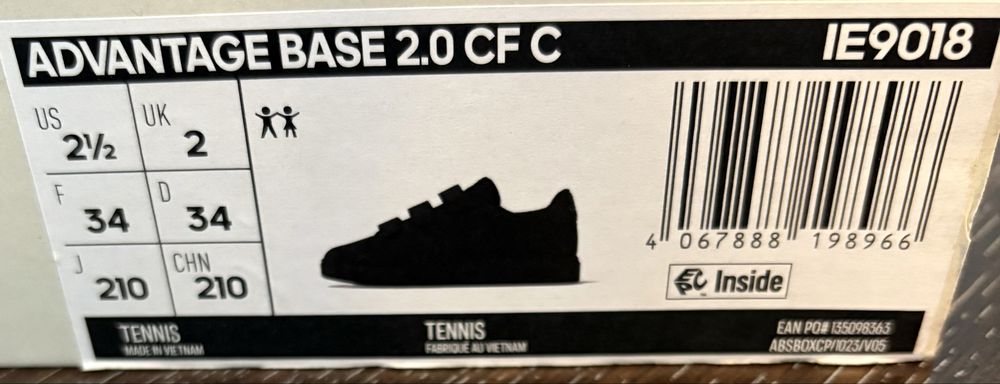 ADVANTAGE BASE 2.0 CF C IE9018
US 2½ UK 2
F 34 D 34
J 210 CHN 210
4 067888 198966
Inside
TENNIS
MADE IN VIETNAM
TENNIS
FABRIQUÉ AU VIETNAM
EAN PO# 135098363
ABSBOXCP/1023/V05